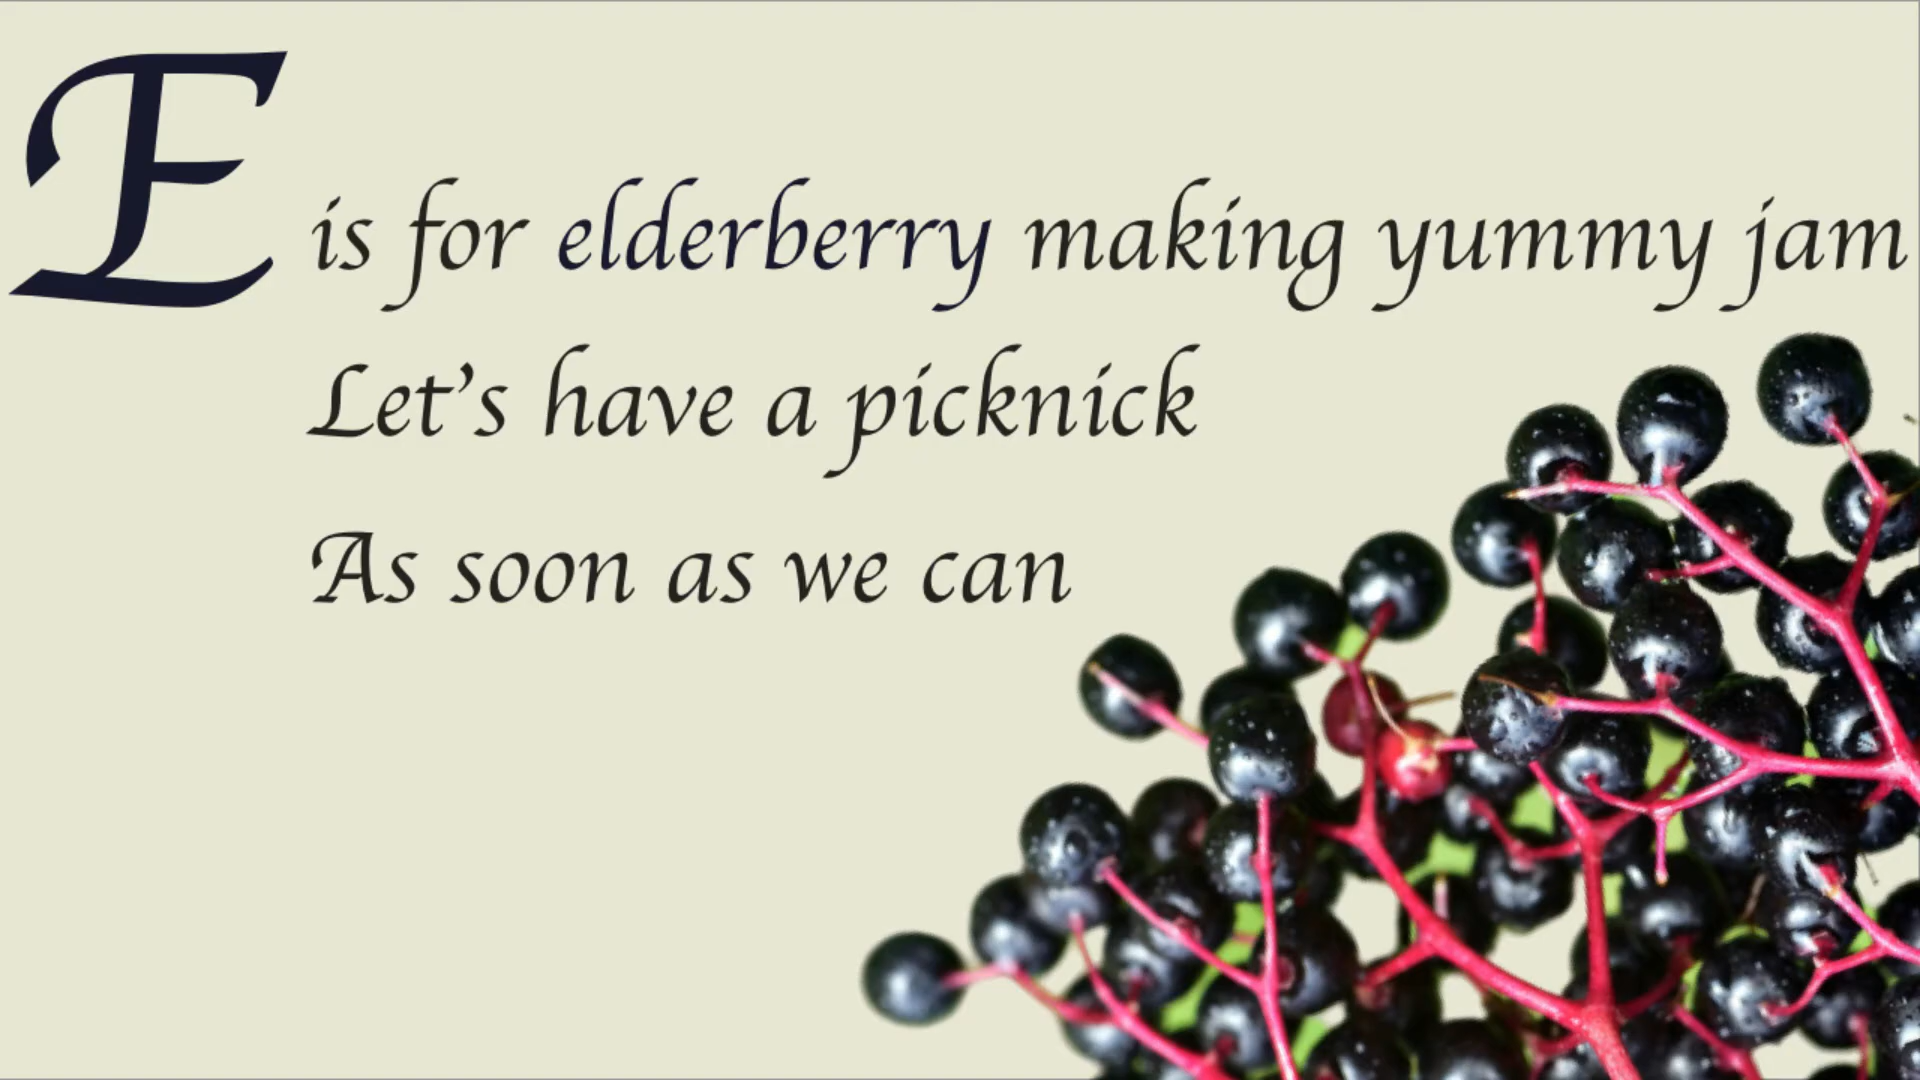 E is for elderberry making yummy jam
Let's have a picknick
As soon as we can